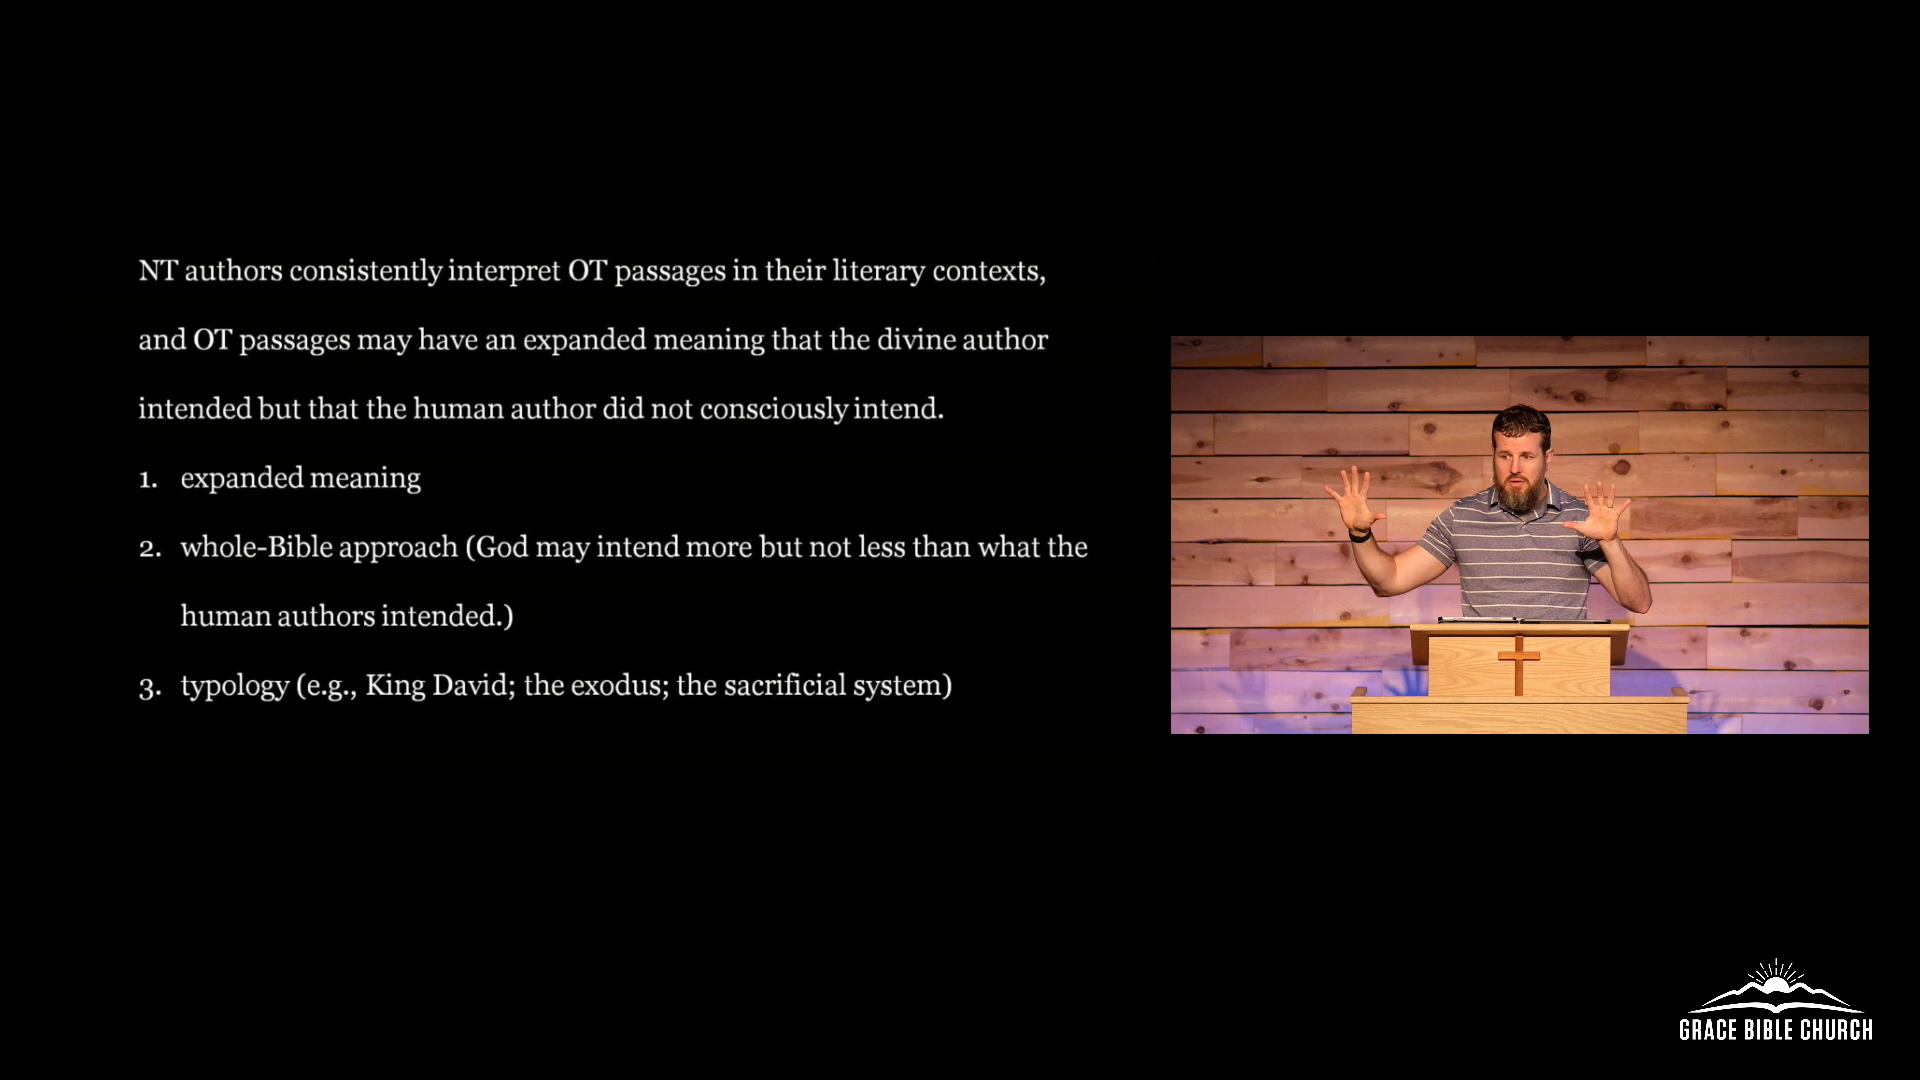 NT authors consistently interpret OT passages in their literary contexts,
and OT passages may have an expanded meaning that the divine author
intended but that the human author did not consciously intend.
1. expanded meaning
2. whole-Bible approach (God may intend more but not less than what the
human authors intended.)
3. typology (e.g., King David; the exodus; the sacrificial system)
GRACE BIBLE CHURCH